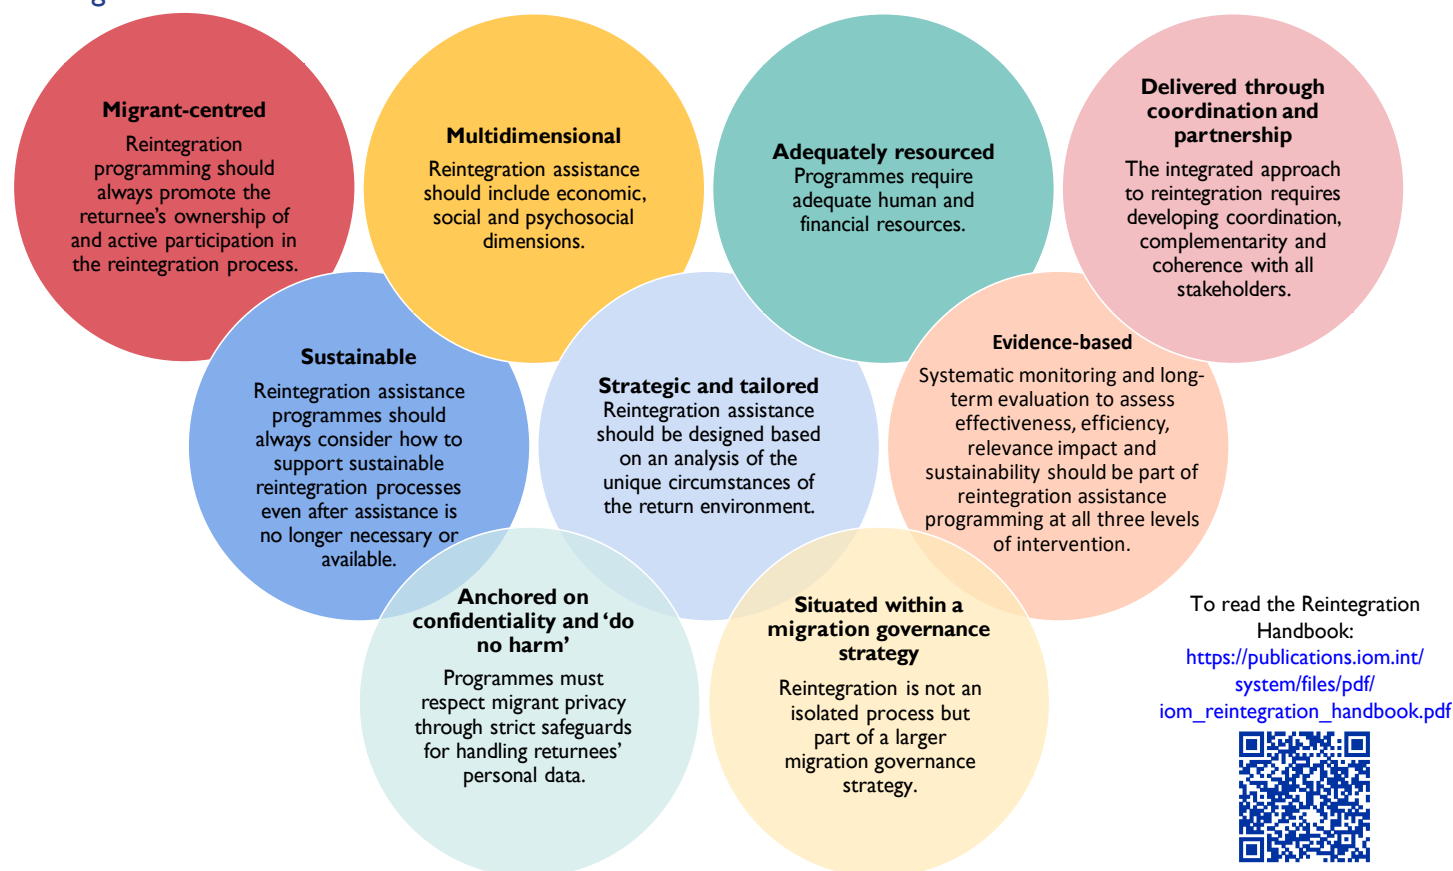 Migrant-centred
Reintegration
programming should
always promote the
returnee’s ownership of
and active participation in
the reintegration process.
Multidimensional
Reintegration assistance
should include economic,
social and psychosocial
dimensions.
Adequately resourced
Programmes require
adequate human and
financial resources.
Delivered through
coordination and
partnership
The integrated approach
to reintegration requires
developing coordination,
complementarity and
coherence with all
stakeholders.
Sustainable
Reintegration assistance
programmes should
always consider how to
support sustainable
reintegration processes
even after assistance is
no longer necessary or
available.
Strategic and tailored
Reintegration assistance
should be designed based
on an analysis of the
unique circumstances of
the return environment.
Evidence-based
Systematic monitoring and long-
term evaluation to assess
effectiveness, efficiency,
relevance impact and
sustainability should be part of
reintegration assistance
programming at all three levels
of intervention.
Anchored on
confidentiality and ‘do
no harm’
Programmes must
respect migrant privacy
through strict safeguards
for handling returnees’
personal data.
Situated within a
migration governance
strategy
Reintegration is not an
isolated process but
part of a larger
migration governance
strategy.
To read the Reintegration
Handbook:
https://publications.iom.int/
system/files/pdf/
iom_reintegration_handbook.pdf